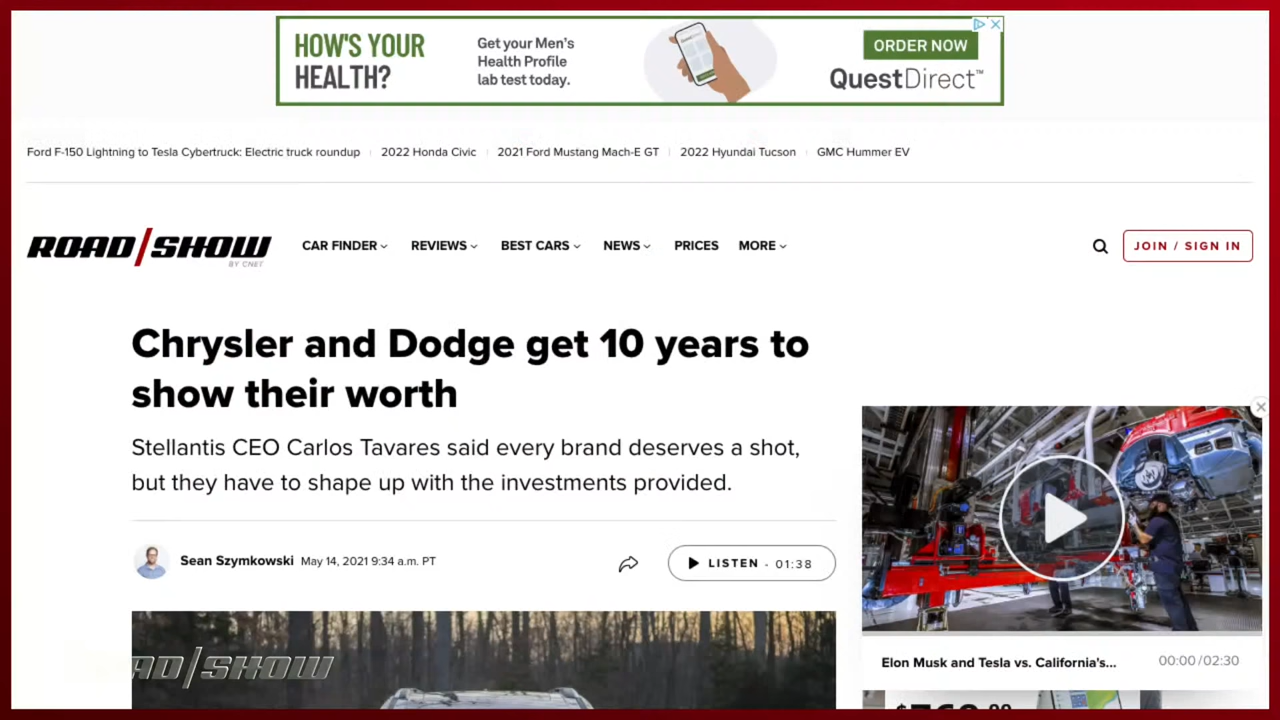 HOW'S YOUR
HEALTH?
Get your Men's
Health Profile
lab test today.
ORDER NOW
QuestDirect™
Ford F-150 Lightning to Tesla Cybertruck: Electric truck roundup
2022 Honda Civic
2021 Ford Mustang Mach-E GT
2022 Hyundai Tucson
GMC Hummer EV
ROAD/SHOW
BY CNET
CAR FINDER
REVIEWS
BEST CARS
NEWS
PRICES
MORE
JOIN / SIGN IN
Chrysler and Dodge get 10 years to
show their worth
Stellantis CEO Carlos Tavares said every brand deserves a shot,
but they have to shape up with the investments provided.
Sean Szymkowski May 14, 2021 9:34 a.m. PT
LISTEN - 01:38
AD/SHOW
Elon Musk and Tesla vs. California's...
00:00/02:30